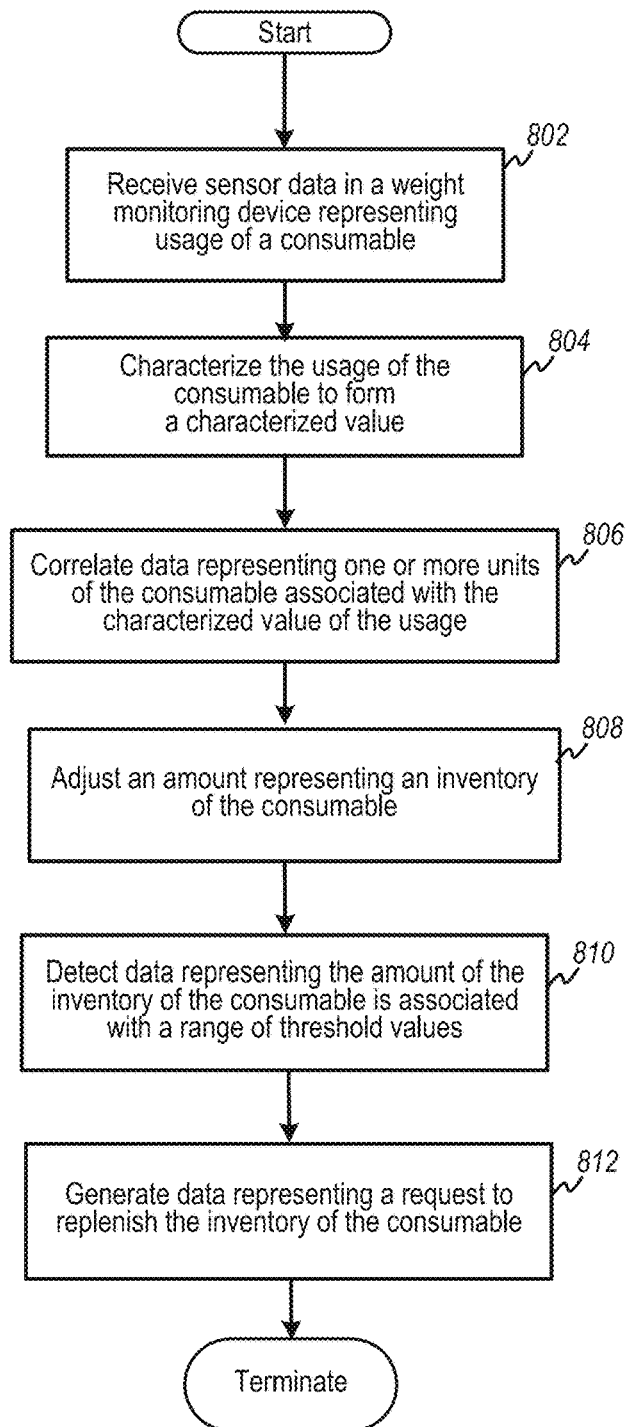 Start
802
Receive sensor data in a weight
monitoring device representing
usage of a consumable
804
Characterize the usage of the
consumable to form
a characterized value
806
Correlate data representing one or more units
of the consumable associated with the
characterized value of the usage
808
Adjust an amount representing an inventory
of the consumable
810
Detect data representing the amount of the
inventory of the consumable is associated
with a range of threshold values
812
Generate data representing a request to
replenish the inventory of the consumable
Terminate